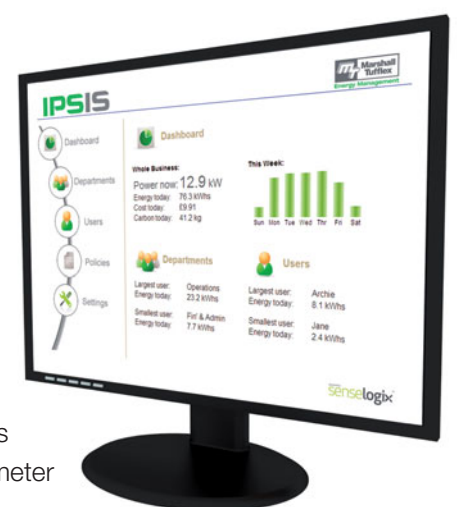 IPSIS
Marshall
Tufflex
Energy Management
Dashboard
Departments
Users
Policies
Settings
Dashboard
Whole Business:
Power now: 12.9 kW
Energy today: 76.3 kWhs
Cost today: £9.91
Carbon today: 41.2 kg
This Week:
Sun Mon Tue Wed Thr Fri Sat
Departments
Largest user: Operations
Energy today: 23.2 kWhs
Smallest user: Fin' & Admin
Energy today: 7.7 kWhs
Users
Largest user: Archie
Energy today: 8.1 kWhs
Smallest user: Jane
Energy today: 2.4 kWhs
senselogix
s
meter